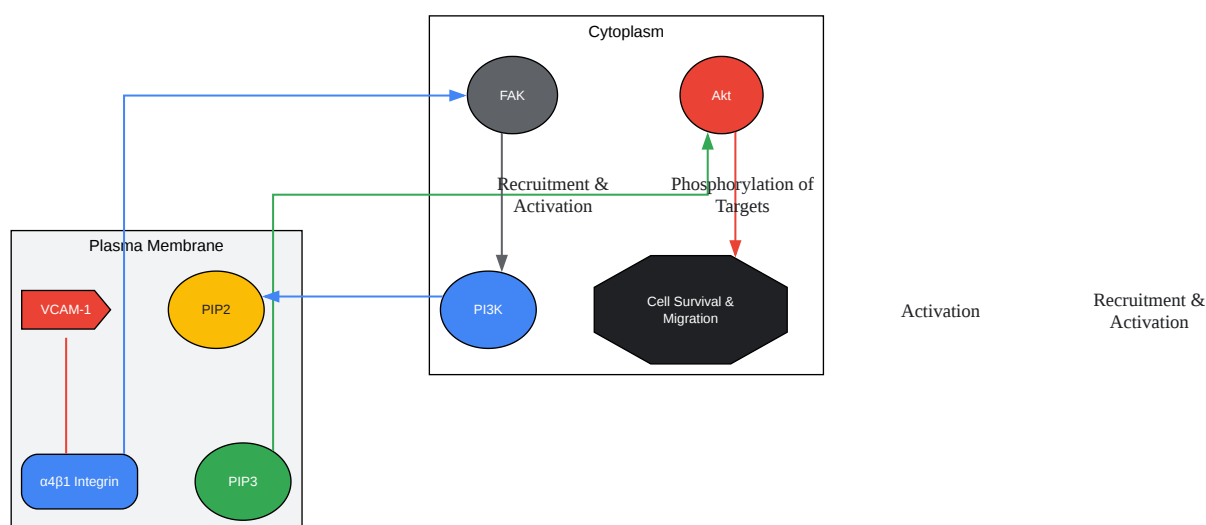 Cytoplasm
FAK
Akt
Recruitment &
Activation
Phosphorylation of
Targets
Plasma Membrane
VCAM-1
PIP2
PI3K
Cell Survival &
Migration
Activation
Recruitment &
Activation
α4β1 Integrin
PIP3